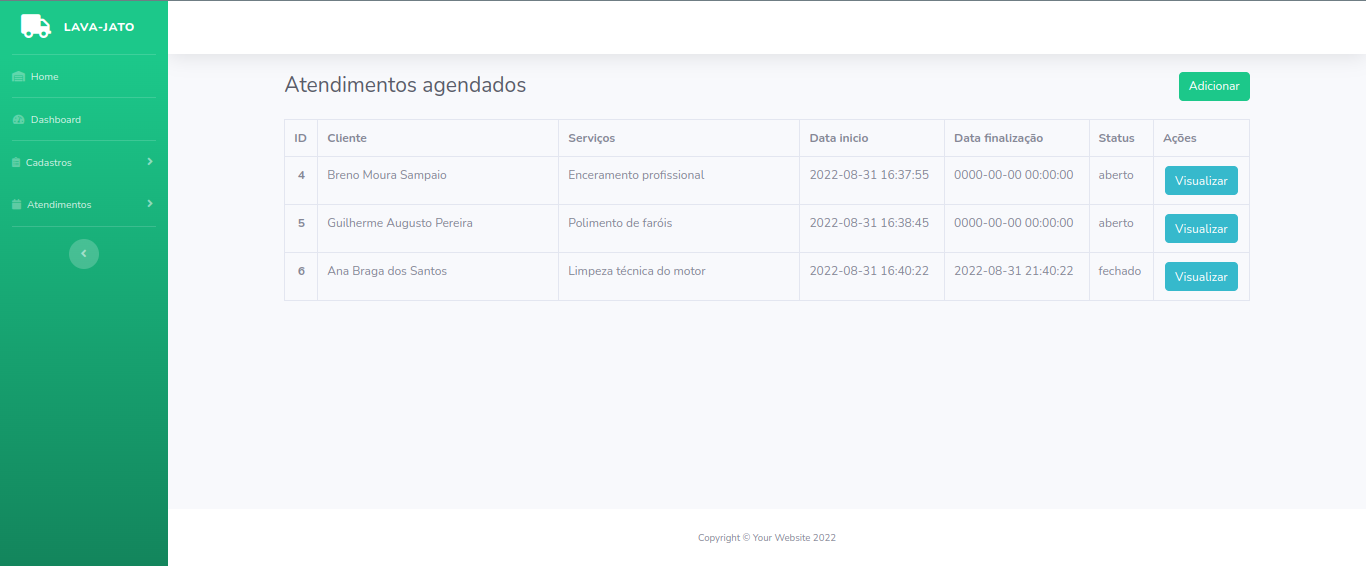 LAVA-JATO
Home
Dashboard
Cadastros
Atendimentos
Atendimentos agendados
Adicionar
ID Cliente Serviços Data inicio Data finalização Status Ações
4 Breno Moura Sampaio Enceramento profissional 2022-08-31 16:37:55 0000-00-00 00:00:00 aberto Visualizar
5 Guilherme Augusto Pereira Polimento de faróis 2022-08-31 16:38:45 0000-00-00 00:00:00 aberto Visualizar
6 Ana Braga dos Santos Limpeza técnica do motor 2022-08-31 16:40:22 2022-08-31 21:40:22 fechado Visualizar
Copyright © Your Website 2022